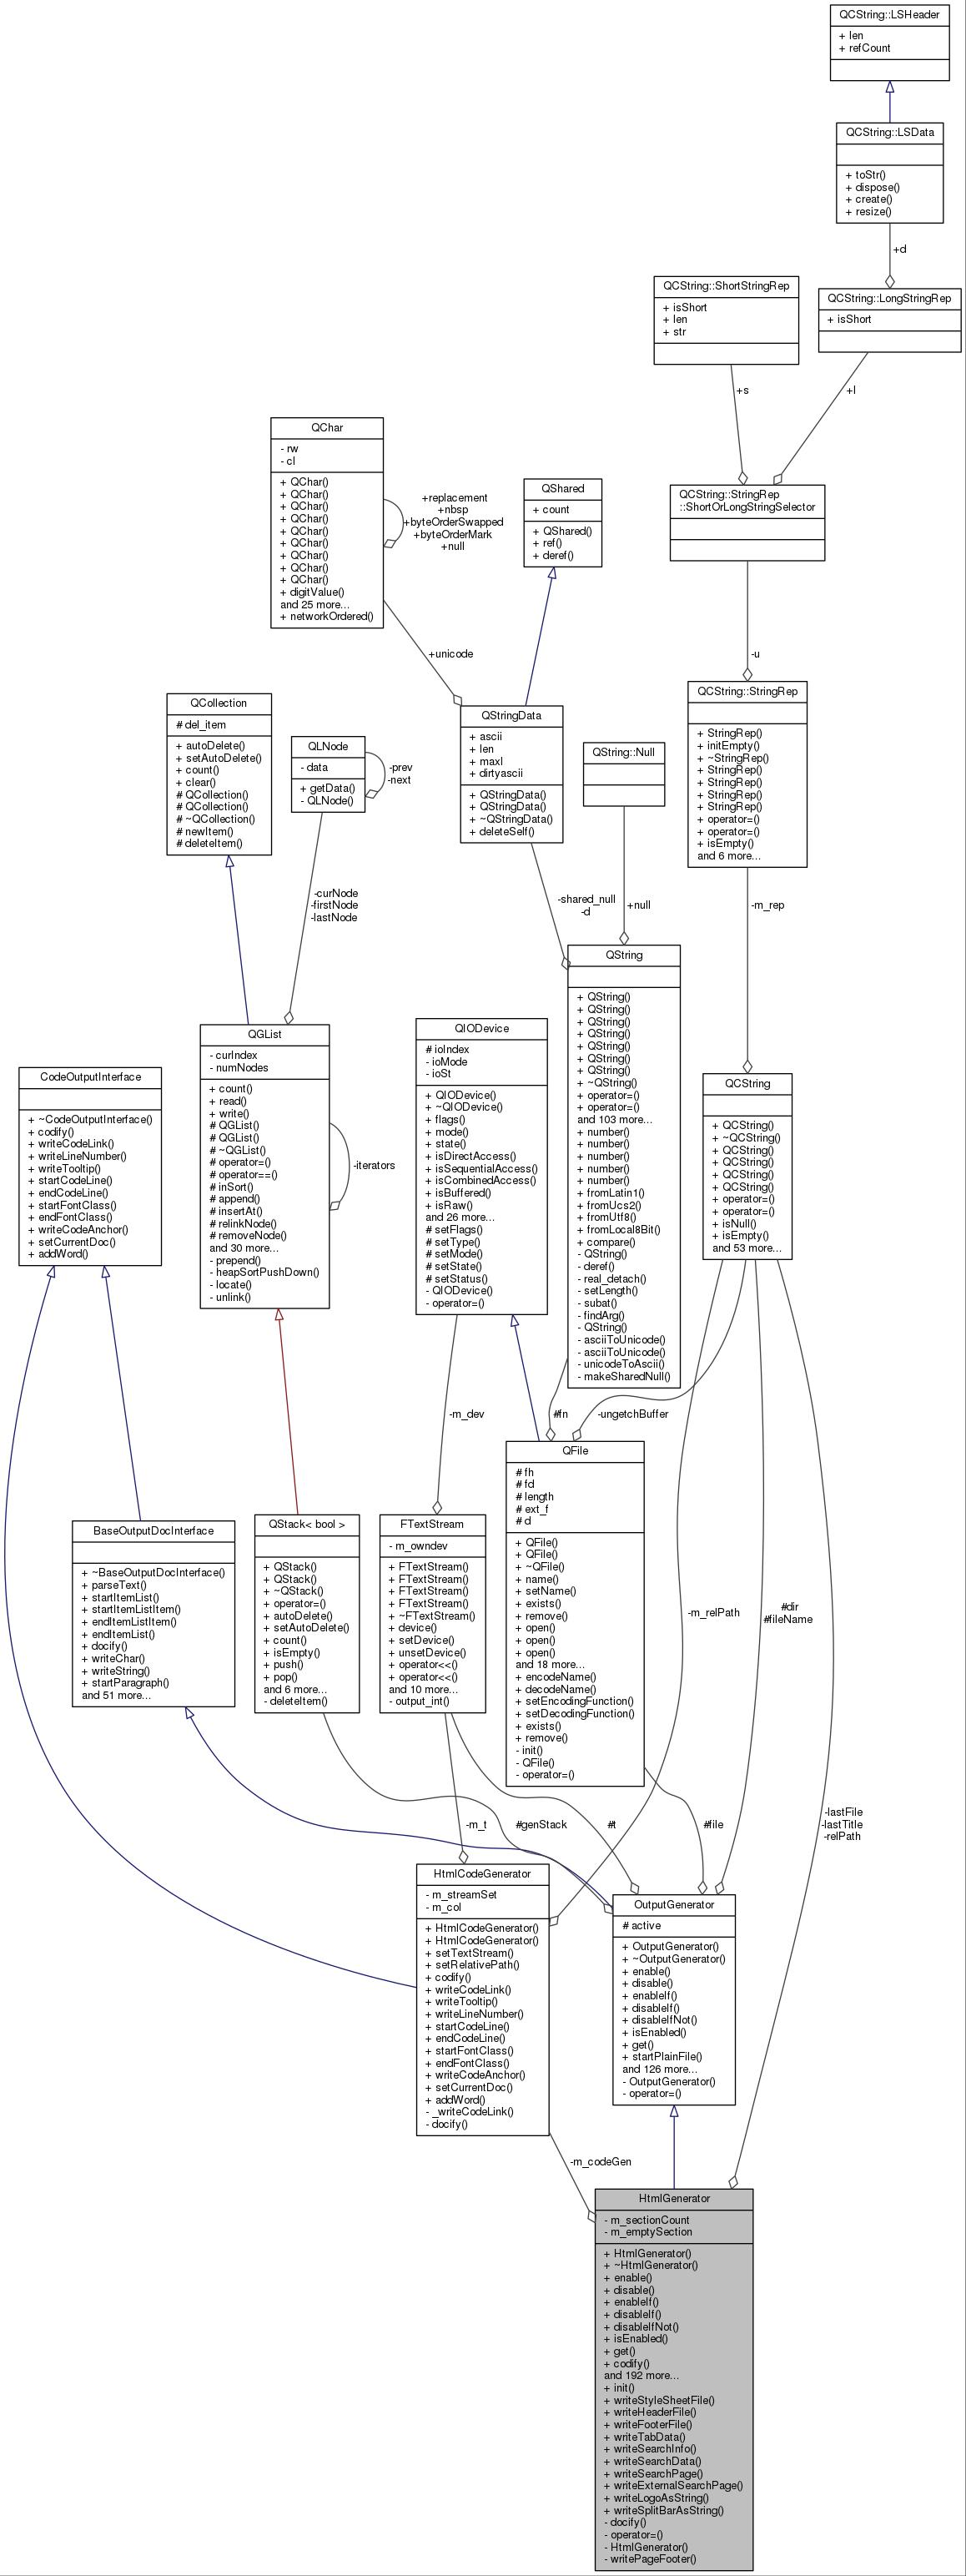 QCString::LSHeader
+ len
+ refCount
QCString::LSData
+ toStr()
+ dispose()
+ create()
+ resize()
+d
QCString::ShortStringRep
+ isShort
+ len
+ str
QCString::LongStringRep
+ isShort
+s
+l
QChar
- rw
- cl
+ QChar()
+ QChar()
+ QChar()
+ QChar()
+ QChar()
+ QChar()
+ QChar()
+ QChar()
+ QChar()
+ digitValue()
and 25 more...
+ networkOrdered()
+replacement
+nbsp
+byteOrderSwapped
+byteOrderMark
+null
QShared
+ count
+ QShared()
+ ref()
+ deref()
QCString::StringRep
::ShortOrLongStringSelector
+unicode
-u
QCollection
# del_item
+ autoDelete()
+ setAutoDelete()
+ count()
+ clear()
# QCollection()
# QCollection()
# ~QCollection()
# newItem()
# deleteItem()
QLNode
- data
+ getData()
- QLNode()
-prev
-next
QStringData
+ ascii
+ len
+ maxl
+ dirtyascii
+ QStringData()
+ QStringData()
+ ~QStringData()
+ deleteSelf()
QString::Null
QCString::StringRep
+ StringRep()
+ initEmpty()
+ ~StringRep()
+ StringRep()
+ StringRep()
+ StringRep()
+ StringRep()
+ operator=()
+ operator=()
+ isEmpty()
and 6 more...
-curNode
-firstNode
-lastNode
-shared_null
-d
+null
-m_rep
QGList
- curIndex
- numNodes
+ count()
+ read()
+ write()
# QGList()
# QGList()
# ~QGList()
# operator=()
# operator==()
# inSort()
# append()
# insertAt()
# relinkNode()
# removeNode()
and 30 more...
- prepend()
- heapSortPushDown()
- locate()
- unlink()
-iterators
QIODevice
# ioIndex
- ioMode
- ioSt
+ QIODevice()
+ ~QIODevice()
+ flags()
+ mode()
+ state()
+ isDirectAccess()
+ isSequentialAccess()
+ isCombinedAccess()
+ isBuffered()
+ isRaw()
and 26 more...
# setFlags()
# setType()
# setMode()
# setState()
# setStatus()
- QIODevice()
- operator=()
QString
+ QString()
+ QString()
+ QString()
+ QString()
+ QString()
+ QString()
+ QString()
+ ~QString()
+ operator=()
+ operator=()
and 103 more...
+ number()
+ number()
+ number()
+ number()
+ number()
+ fromLatin1()
+ fromUcs2()
+ fromUtf8()
+ fromLocal8Bit()
+ compare()
- QString()
- deref()
- real_detach()
- setLength()
- subat()
- findArg()
- QString()
- asciiToUnicode()
- asciiToUnicode()
- unicodeToAscii()
- makeSharedNull()
QCString
+ QCString()
+ ~QCString()
+ QCString()
+ QCString()
+ QCString()
+ QCString()
+ operator=()
+ operator=()
+ isNull()
+ isEmpty()
and 53 more...
CodeOutputInterface
+ ~CodeOutputInterface()
+ codify()
+ writeCodeLink()
+ writeLineNumber()
+ writeTooltip()
+ startCodeLine()
+ endCodeLine()
+ startFontClass()
+ endFontClass()
+ writeCodeAnchor()
+ setCurrentDoc()
+ addWord()
-m_dev
#fn
-ungetchBuffer
BaseOutputDocInterface
+ ~BaseOutputDocInterface()
+ parseText()
+ startItemList()
+ startItemListItem()
+ endItemListItem()
+ endItemList()
+ docify()
+ writeChar()
+ writeString()
+ startParagraph()
and 51 more...
QStack< bool >
+ QStack()
+ QStack()
+ ~QStack()
+ operator=()
+ autoDelete()
+ setAutoDelete()
+ count()
+ isEmpty()
+ push()
+ pop()
and 6 more...
- deleteItem()
FTextStream
- m_owndev
+ FTextStream()
+ FTextStream()
+ FTextStream()
+ FTextStream()
+ ~FTextStream()
+ device()
+ setDevice()
+ unsetDevice()
+ operator<<()
+ operator<<()
and 10 more...
- output_int()
QFile
# fh
# fd
# length
# ext_f
# d
+ QFile()
+ QFile()
+ ~QFile()
+ name()
+ setName()
+ exists()
+ remove()
+ open()
+ open()
+ open()
and 18 more...
+ encodeName()
+ decodeName()
+ setEncodingFunction()
+ setDecodingFunction()
+ exists()
+ remove()
- init()
- QFile()
- operator=()
-m_relPath
#dir
#fileName
-lastFile
-lastTitle
-relPath
-m_t
#genStack
#t
#file
HtmlCodeGenerator
- m_streamSet
- m_col
+ HtmlCodeGenerator()
+ HtmlCodeGenerator()
+ setTextStream()
+ setRelativePath()
+ codify()
+ writeCodeLink()
+ writeTooltip()
+ writeLineNumber()
+ startCodeLine()
+ endCodeLine()
+ startFontClass()
+ endFontClass()
+ writeCodeAnchor()
+ setCurrentDoc()
+ addWord()
- _writeCodeLink()
- docify()
OutputGenerator
# active
+ OutputGenerator()
+ ~OutputGenerator()
+ enable()
+ disable()
+ enableIf()
+ disableIf()
+ disableIfNot()
+ isEnabled()
+ get()
+ startPlainFile()
and 126 more...
- OutputGenerator()
- operator=()
-m_codeGen
HtmlGenerator
- m_sectionCount
- m_emptySection
+ HtmlGenerator()
+ ~HtmlGenerator()
+ enable()
+ disable()
+ enableIf()
+ disableIf()
+ disableIfNot()
+ isEnabled()
+ get()
+ codify()
and 192 more...
+ init()
+ writeStyleSheetFile()
+ writeHeaderFile()
+ writeFooterFile()
+ writeTabData()
+ writeSearchInfo()
+ writeSearchData()
+ writeSearchPage()
+ writeExternalSearchPage()
+ writeLogoAsString()
+ writeSplitBarAsString()
- docify()
- operator=()
- HtmlGenerator()
- writePageFooter()